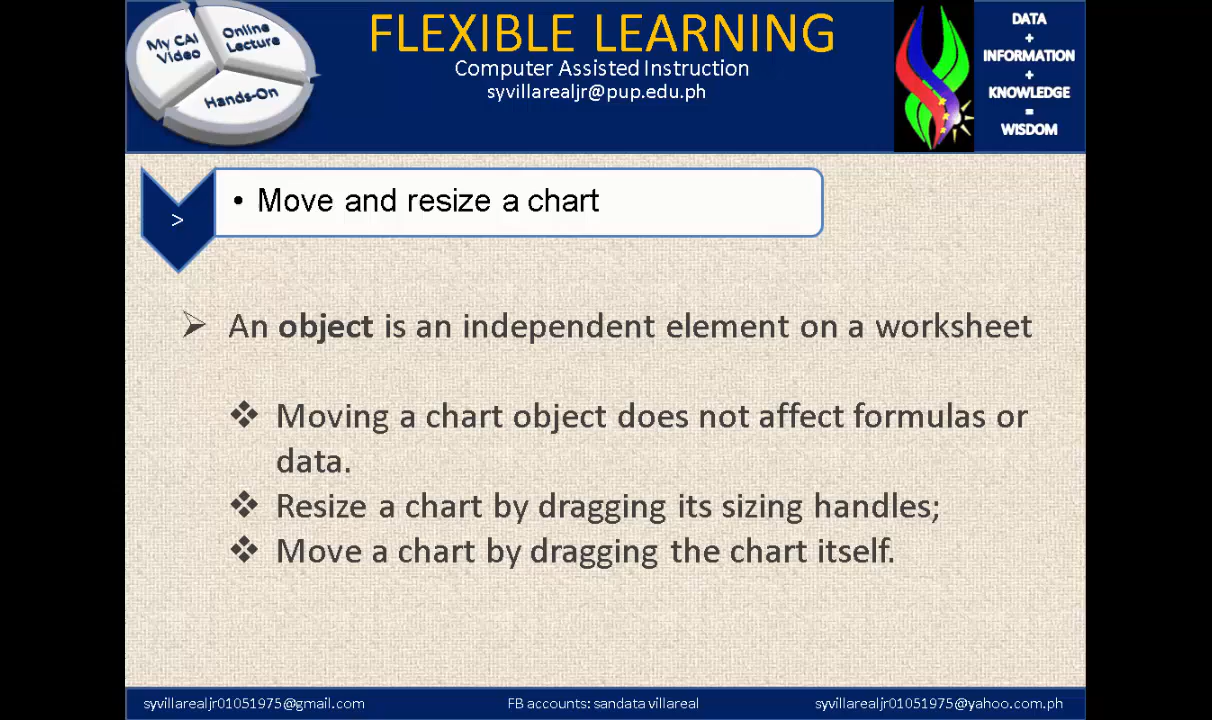 My CAI
Video
Online
Lecture
Hands-On
FLEXIBLE LEARNING
Computer Assisted Instruction
syvillarealjr@pup.edu.ph
DATA
+
INFORMATION
+
KNOWLEDGE
=
WISDOM
>
• Move and resize a chart
➢ An object is an independent element on a worksheet
❖ Moving a chart object does not affect formulas or
data.
❖ Resize a chart by dragging its sizing handles;
❖ Move a chart by dragging the chart itself.
syvillarealjr01051975@gmail.com
FB accounts: sandata villareal
syvillarealjr01051975@yahoo.com.ph